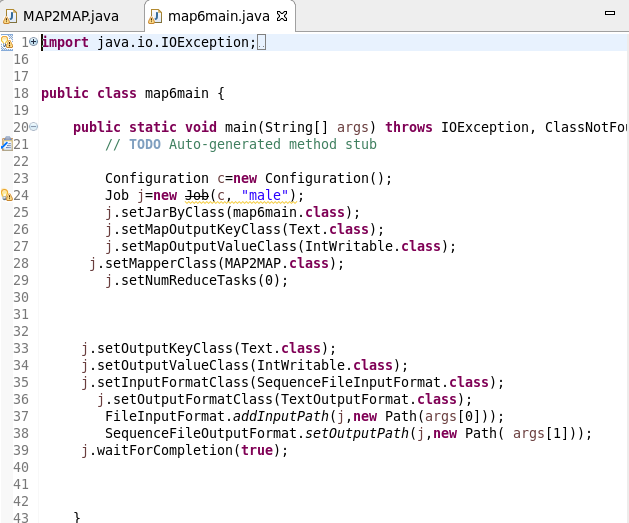 MAP2MAP.java map6main.java
1 import java.io.IOException;
16
17
18 public class map6main {
19
20 public static void main(String[] args) throws IOException, ClassNotFou
21 // TODO Auto-generated method stub
22
23 Configuration c=new Configuration();
24 Job j=new Job(c, "male");
25 j.setJarByClass(map6main.class);
26 j.setMapOutputKeyClass(Text.class);
27 j.setMapOutputValueClass(IntWritable.class);
28 j.setMapperClass(MAP2MAP.class);
29 j.setNumReduceTasks(0);
30
31
32
33 j.setOutputKeyClass(Text.class);
34 j.setOutputValueClass(IntWritable.class);
35 j.setInputFormatClass(SequenceFileInputFormat.class);
36 j.setOutputFormatClass(TextOutputFormat.class);
37 FileInputFormat.addInputPath(j,new Path(args[0]));
38 SequenceFileOutputFormat.setOutputPath(j,new Path( args[1]));
39 j.waitForCompletion(true);
40
41
42
43 }